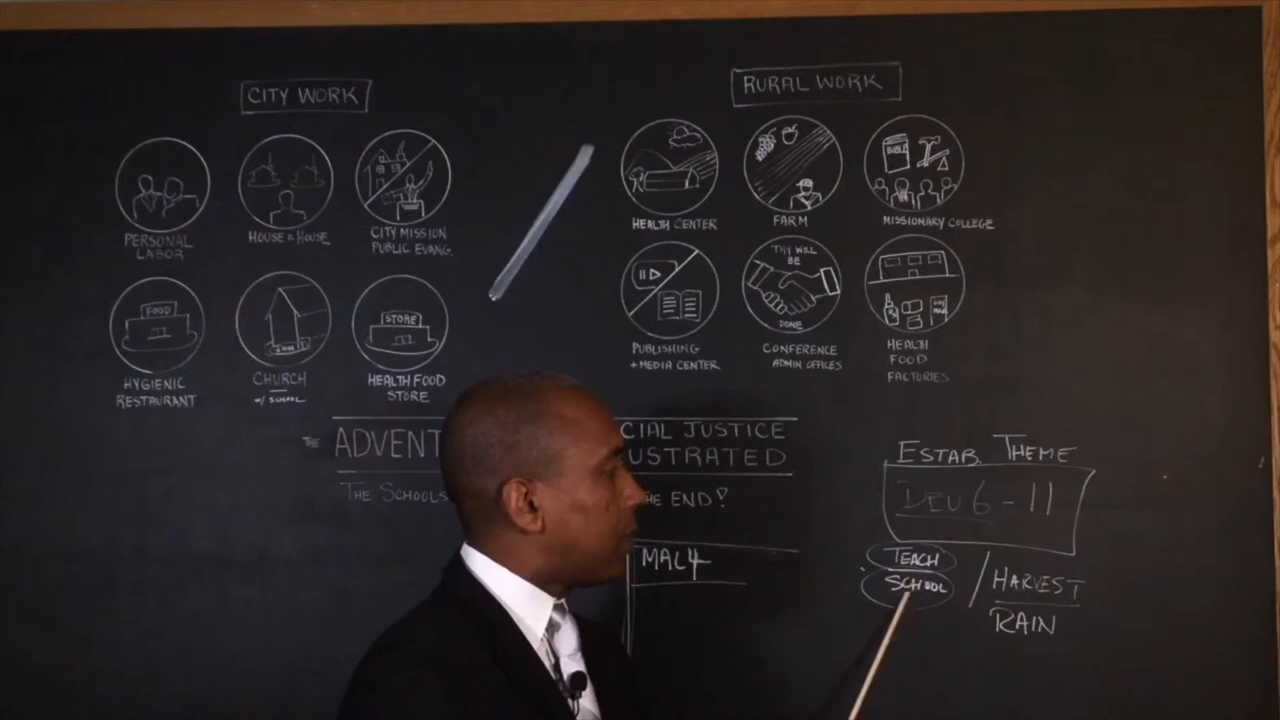 CITY WORK
RURAL WORK
PERSONAL
LABOR
HOUSE 2 HOUSE
CITY MISSION
PUBLIC EVANG.
HEALTH CENTER
FARM
BIBLE
MISSIONARY COLLEGE
FOOD
HYGIENIC
RESTAURANT
CHURCH
W/ SCHOOL
STORE
HEALTH FOOD
STORE
PUBLISHING
+ MEDIA CENTER
THY WILL
BE
DONE
CONFERENCE
ADMIN OFFICES
HEALTH
FOOD
FACTORIES
THE ADVENT
CIAL JUSTICE
USTRATED
THE SCHOOLS
THE END!
MAL 4
ESTAB. THEME
DEU 6 - 11
TEACH
SCHOOL
/ HARVEST
RAIN